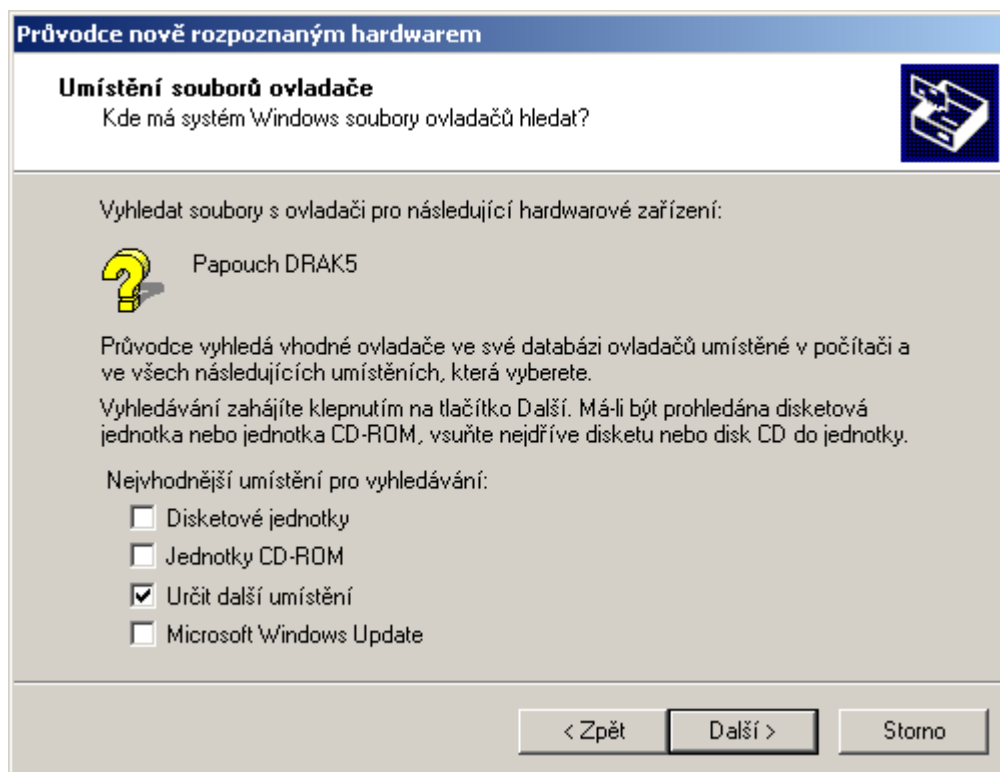 Průvodce nově rozpoznaným hardwarem
Umístění souborů ovladače
Kde má systém Windows soubory ovladačů hledat?
Vyhledat soubory s ovladači pro následující hardwarové zařízení:
Papouch DRAK5
Průvodce vyhledá vhodné ovladače ve své databázi ovladačů umístěné v počítači a
ve všech následujících umístěních, která vyberete.
Vyhledávání zahájíte klepnutím na tlačítko Další. Má-li být prohledána disketová
jednotka nebo jednotka CD-ROM, vsuňte nejdříve disketu nebo disk CD do jednotky.
Nejvhodnější umístění pro vyhledávání:
Disketové jednotky
Jednotky CD-ROM
Určit další umístění
Microsoft Windows Update
< Zpět Další > Storno